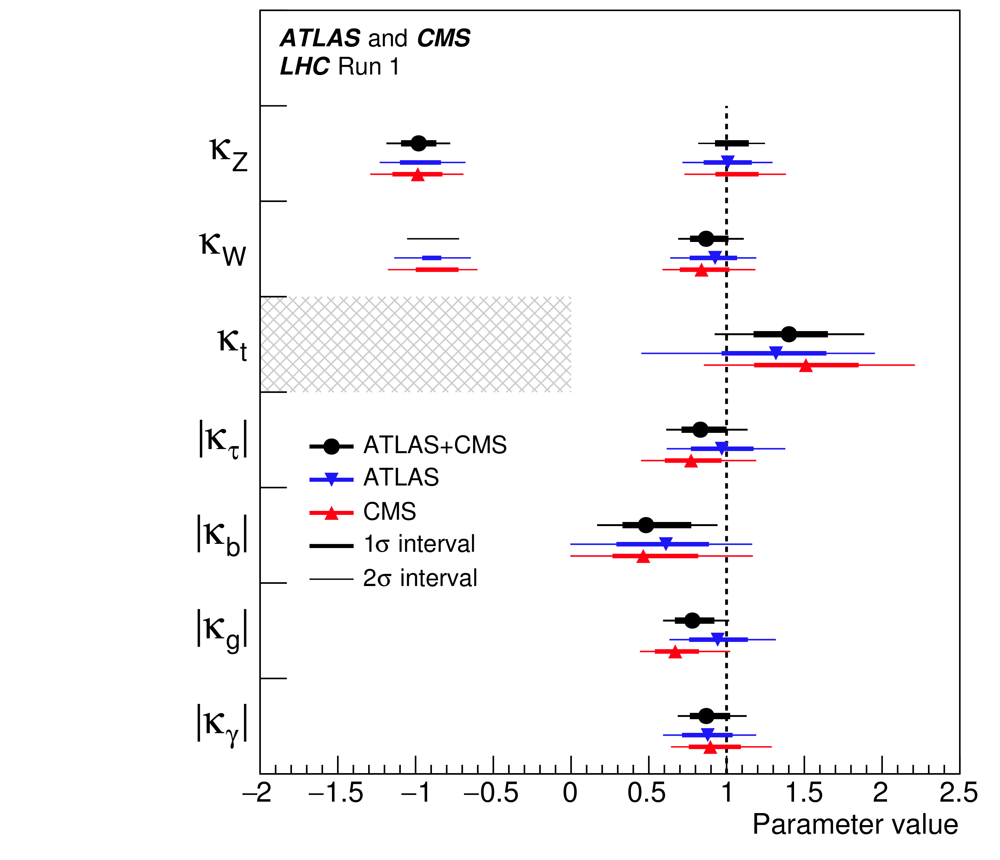 ATLAS and CMS
LHC Run 1
κZ
κW
κt
|κτ|
|κb|
|κg|
|κγ|
ATLAS+CMS
ATLAS
CMS
1σ interval
2σ interval
−2 −1.5 −1 −0.5 0 0.5 1 1.5 2 2.5
Parameter value